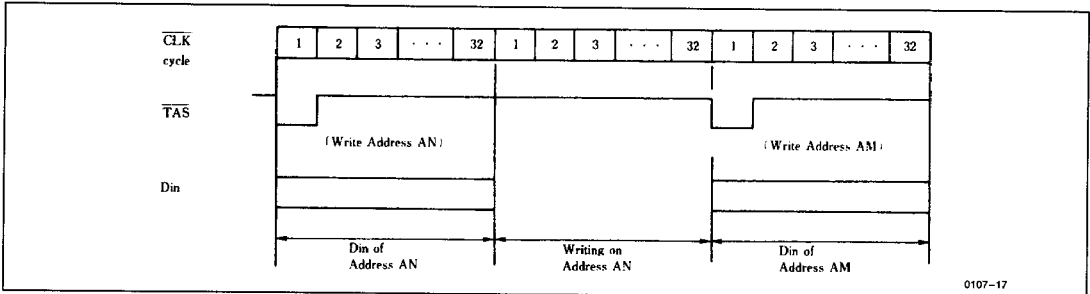 CLK 1 2 3 · · · 32 1 2 3 · · · 32 1 2 3 · · · 32
cycle
TAS
(Write Address AN) (Write Address AM)
Din
Din of Writing on Din of
Address AN Address AN Address AM
0107-17